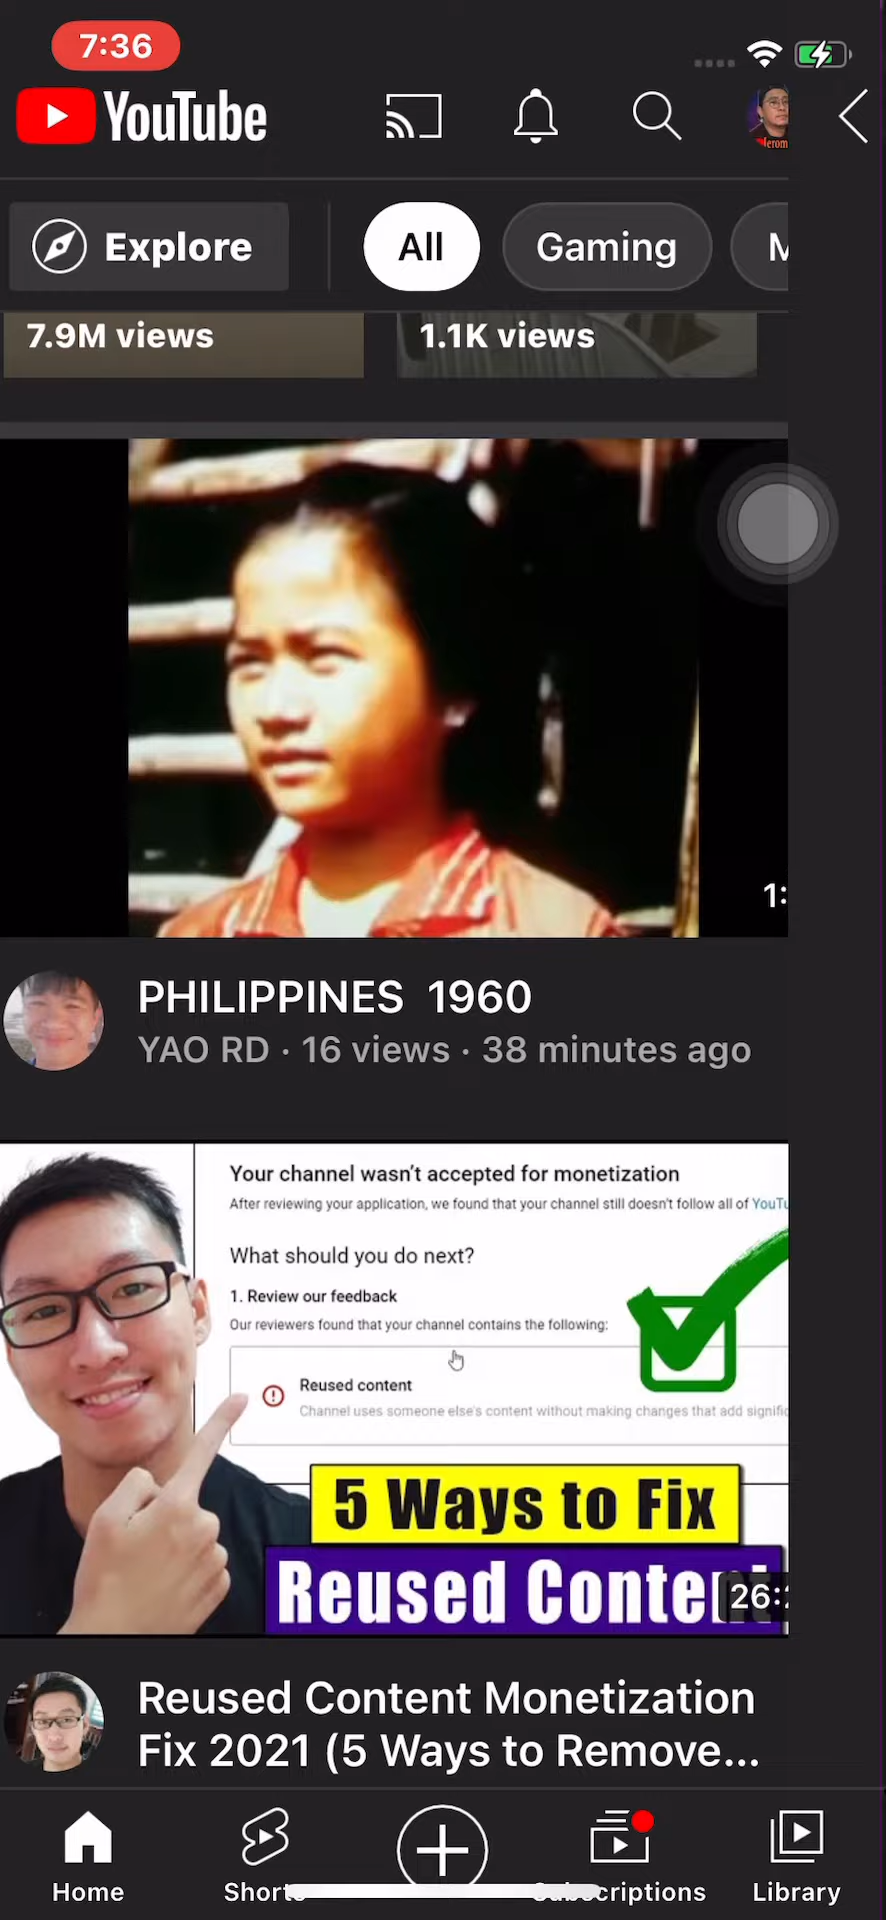 7:36
YouTube
Explore
All
Gaming
7.9M views
1.1K views
PHILIPPINES 1960
YAO RD · 16 views · 38 minutes ago
Your channel wasn't accepted for monetization
After reviewing your application, we found that your channel still doesn't follow all of
What should you do next?
1. Review our feedback
Our reviewers found that your channel contains the following:
Reused content
Channel uses someone else's content without making changes that add
5 Ways to Fix
Reused
Reused Content Monetization
Fix 2021 (5 Ways to Remove...
Home
Library